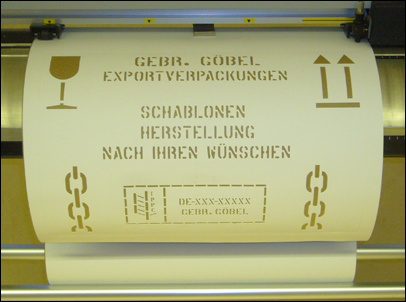 GEBR. GÖBEL
EXPORTVERPACKUNGEN
SCHABLONEN
HERSTELLUNG
NACH IHREN WÜNSCHEN
DE-XXX-XXXXX
GEBR. GÖBEL